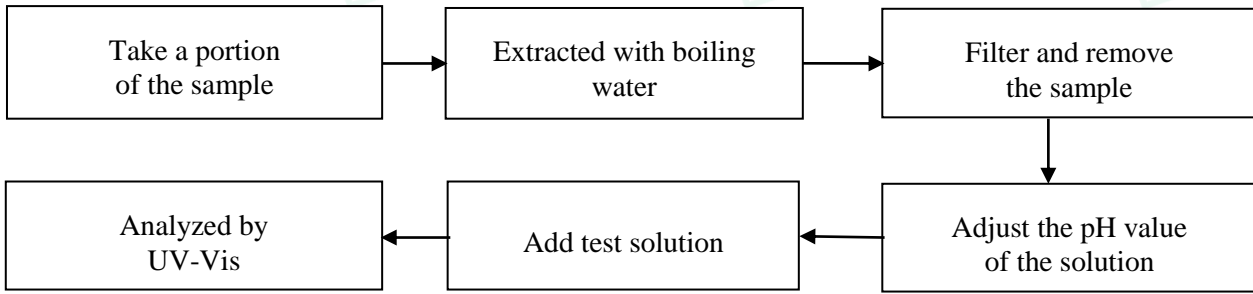 Take a portion
of the sample
Extracted with boiling
water
Filter and remove
the sample
Adjust the pH value
of the solution
Add test solution
Analyzed by
UV-Vis